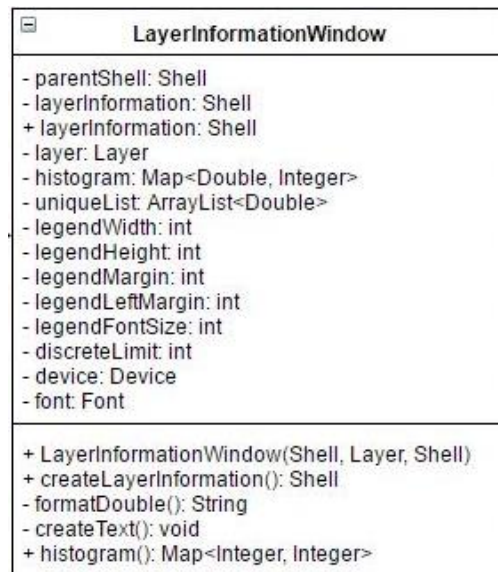 LayerInformationWindow
- parentShell: Shell
- layerInformation: Shell
+ layerInformation: Shell
- layer: Layer
- histogram: Map<Double, Integer>
- uniqueList: ArrayList<Double>
- legendWidth: int
- legendHeight: int
- legendMargin: int
- legendLeftMargin: int
- legendFontSize: int
- discreteLimit: int
- device: Device
- font: Font
+ LayerInformationWindow(Shell, Layer, Shell)
+ createLayerInformation(): Shell
- formatDouble(): String
- createText(): void
+ histogram(): Map<Integer, Integer>